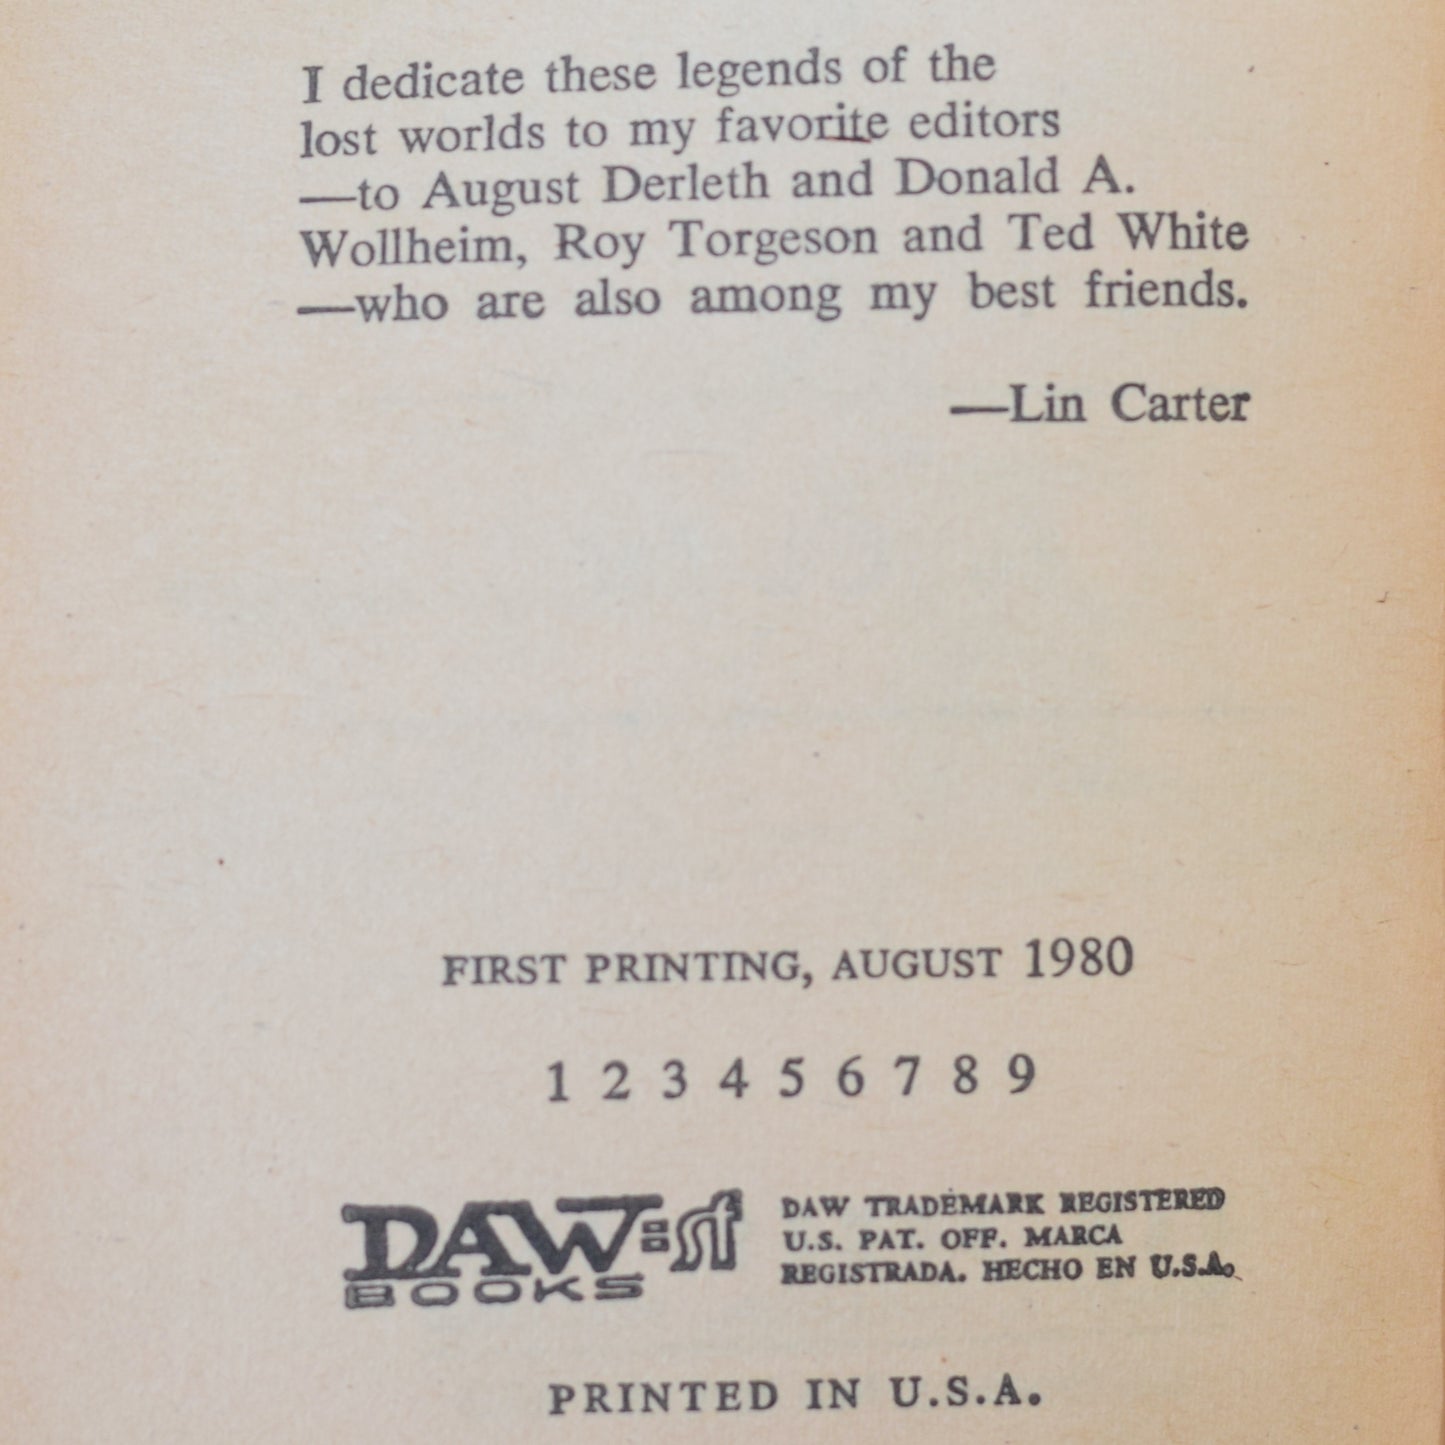 I dedicate these legends of the
lost worlds to my favorite editors
—to August Derleth and Donald A.
Wollheim, Roy Torgeson and Ted White
—who are also among my best friends.
—Lin Carter
FIRST PRINTING, AUGUST 1980
1 2 3 4 5 6 7 8 9
DAW sf
BOOKS
DAW TRADEMARK REGISTERED
U.S. PAT. OFF. MARCA
REGISTRADA. HECHO EN U.S.A.
PRINTED IN U.S.A.